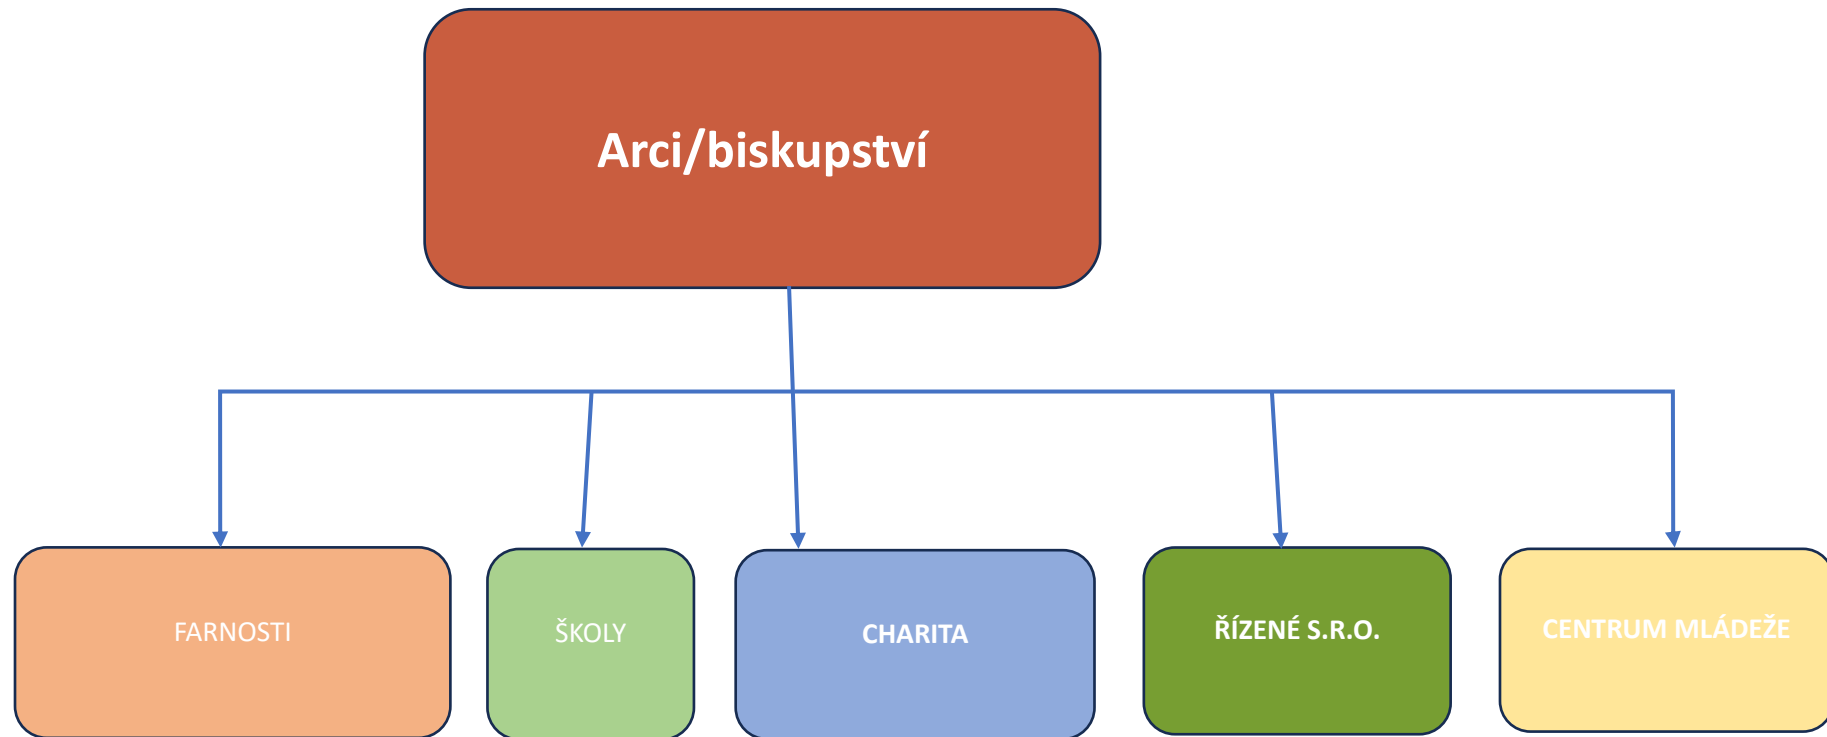 Arci/biskupství
FARNOSTI
ŠKOLY
CHARITA
ŘÍZENÉ S.R.O.
CENTRUM MLÁDEŽE